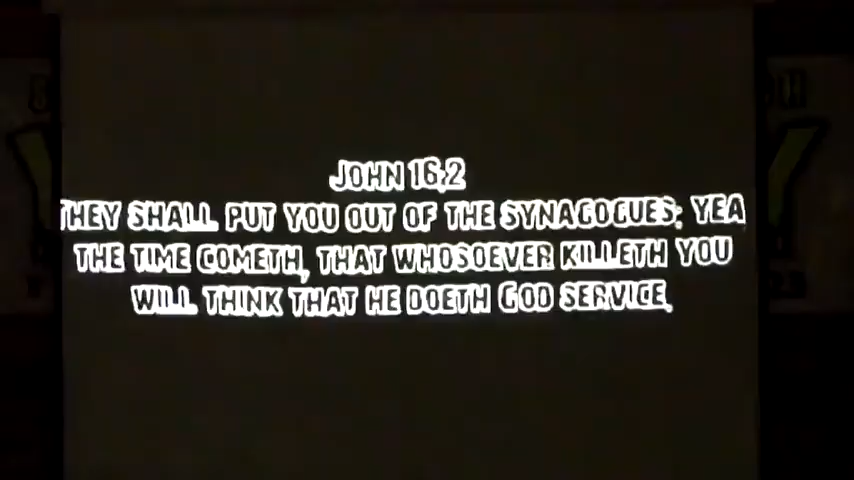 JOHN 16:2
THEY SHALL PUT YOU OUT OF THE SYNAGOGUES: YEA
THE TIME COMETH, THAT WHOSOEVER KILLETH YOU
WILL THINK THAT HE DOETH GOD SERVICE.